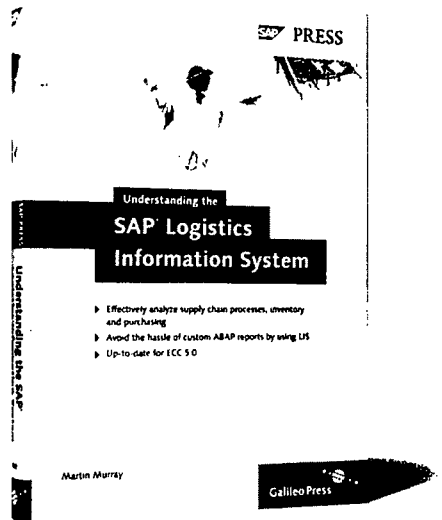 SAP PRESS
Understanding the
SAP® Logistics
Information System
▶ Effectively analyze supply chain processes, inventory
and purchasing
▶ Avoid the hassle of custom ABAP reports by using LIS
▶ Up-to-date for ECC 5.0
Martin Murray
Galileo Press
Understanding the SAP®